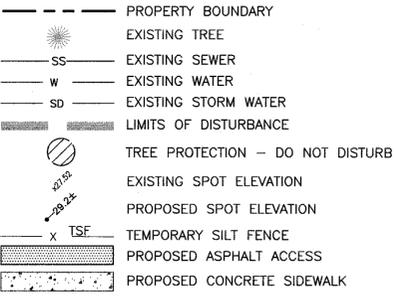 PROPERTY BOUNDARY
EXISTING TREE
SS EXISTING SEWER
W EXISTING WATER
SD EXISTING STORM WATER
LIMITS OF DISTURBANCE
TREE PROTECTION – DO NOT DISTURB
x27.52 EXISTING SPOT ELEVATION
29.2± PROPOSED SPOT ELEVATION
X TSF TEMPORARY SILT FENCE
PROPOSED ASPHALT ACCESS
PROPOSED CONCRETE SIDEWALK